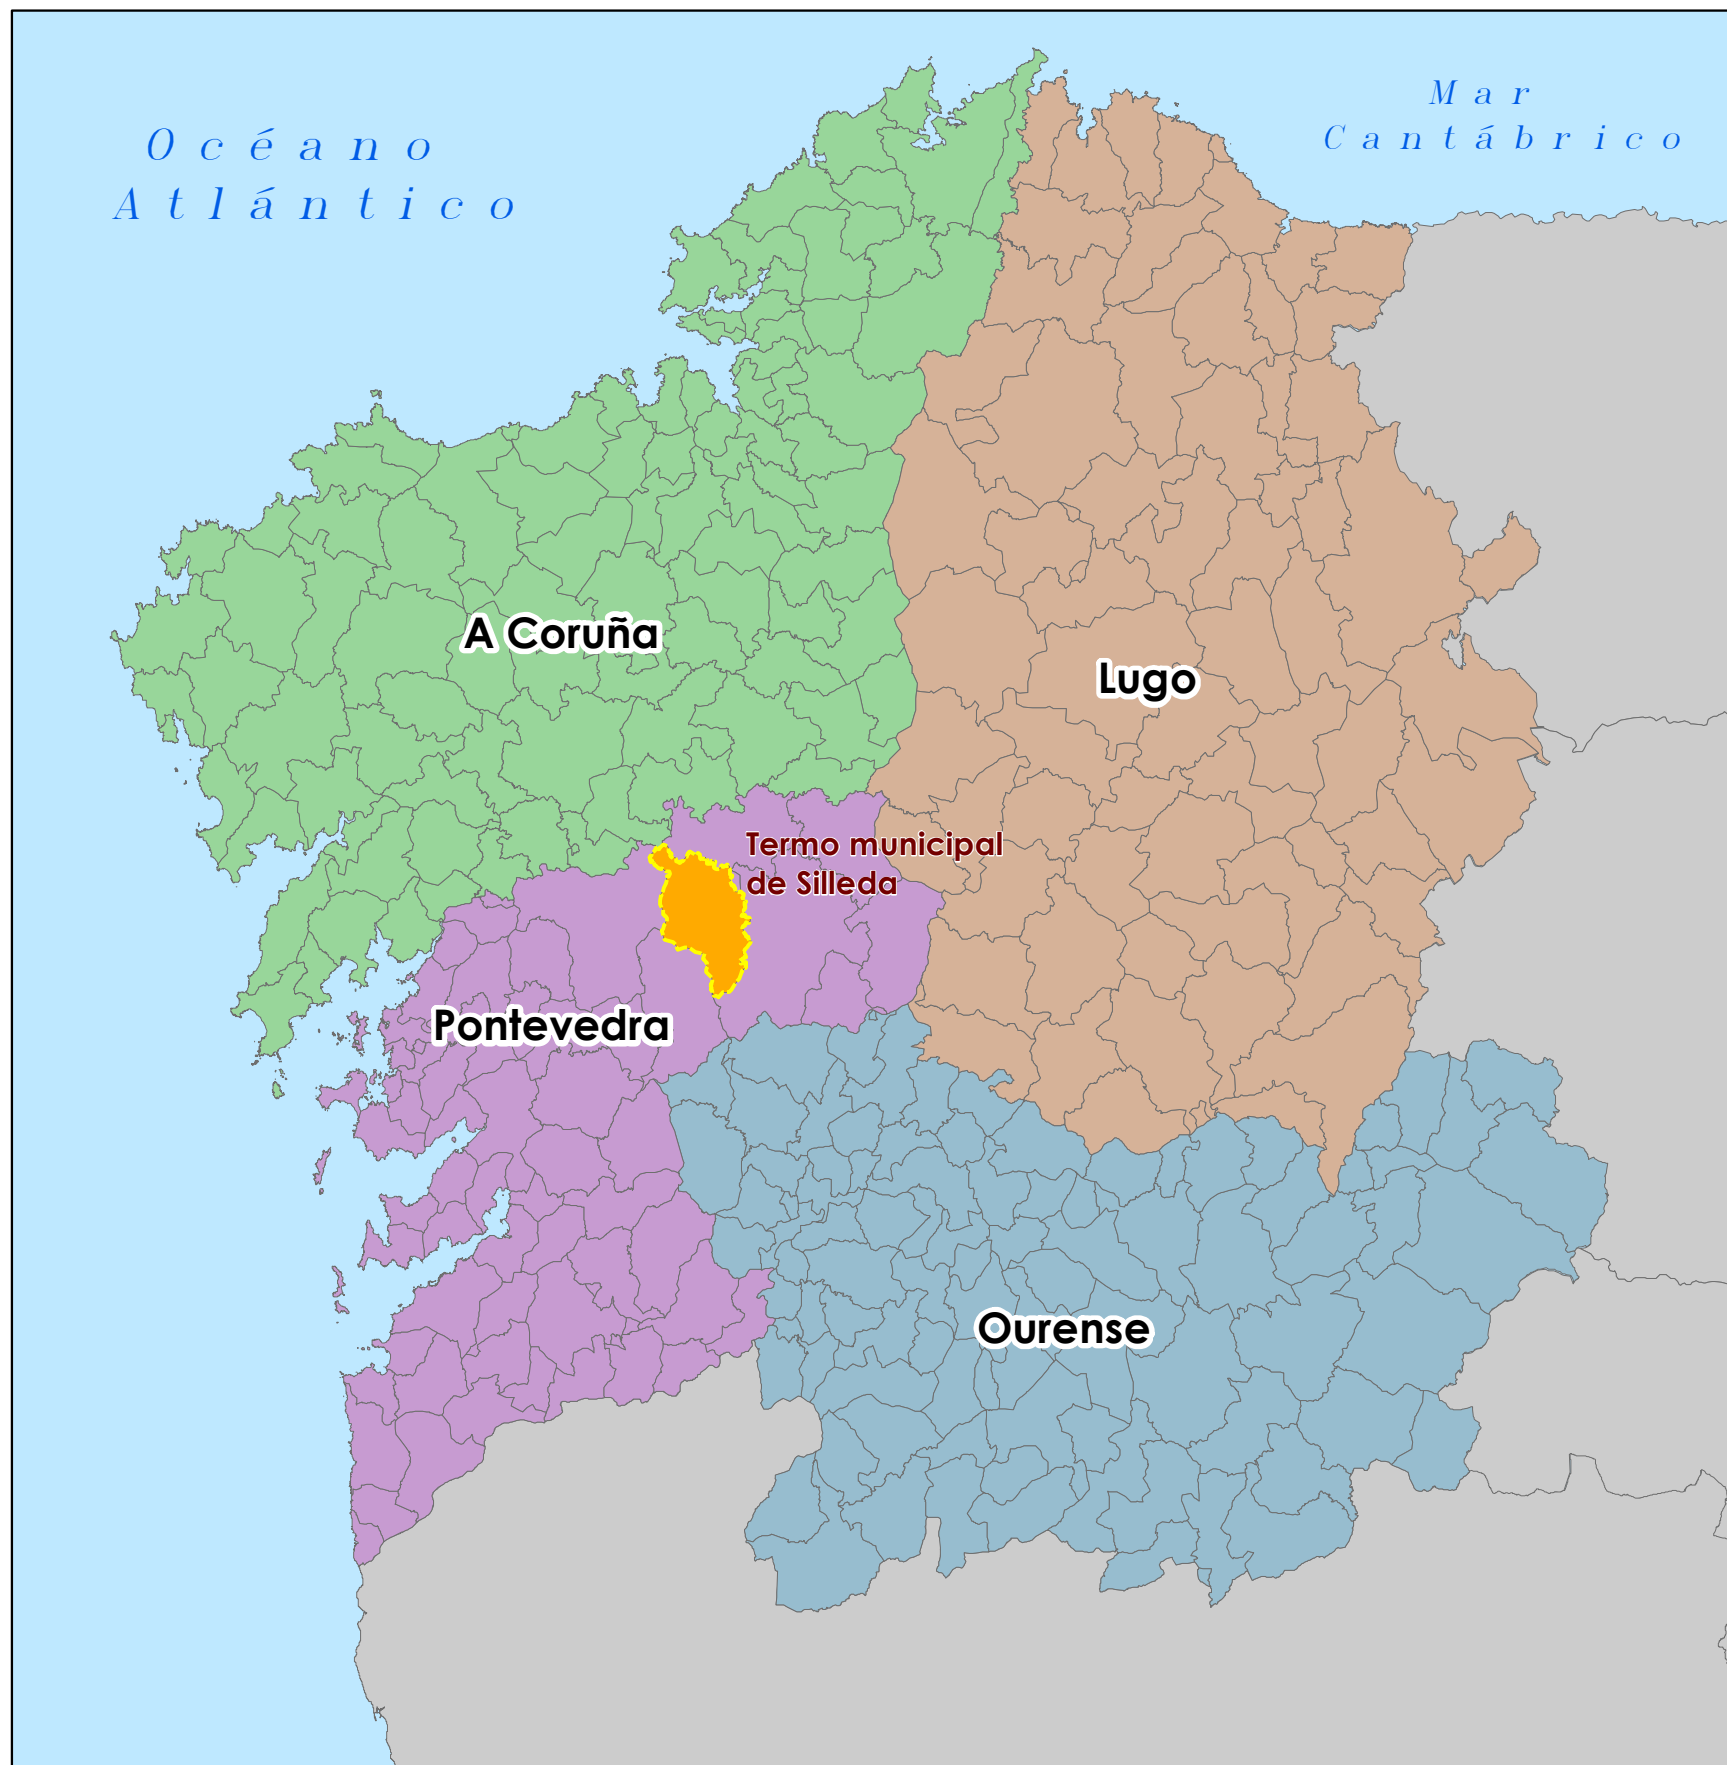 Mar
Cantábrico
Océano
Atlántico
A Coruña
Lugo
Termo municipal
de Silleda
Pontevedra
Ourense